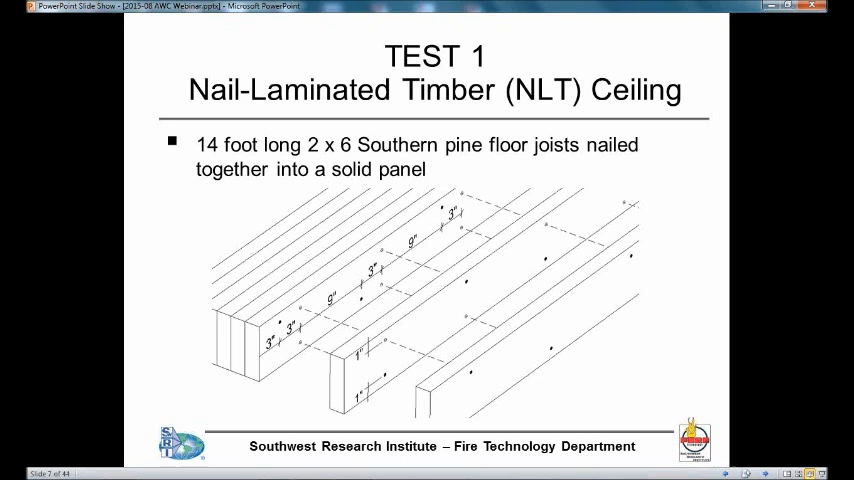 PowerPoint Slide Show - [2015-08 AWC Webinar.pptx] - Microsoft PowerPoint
TEST 1
Nail-Laminated Timber (NLT) Ceiling
14 foot long 2 x 6 Southern pine floor joists nailed
together into a solid panel
3"
9"
3"
9"
3"
3"
1"
1"
SRI
Southwest Research Institute – Fire Technology Department
Slide 7 of 44